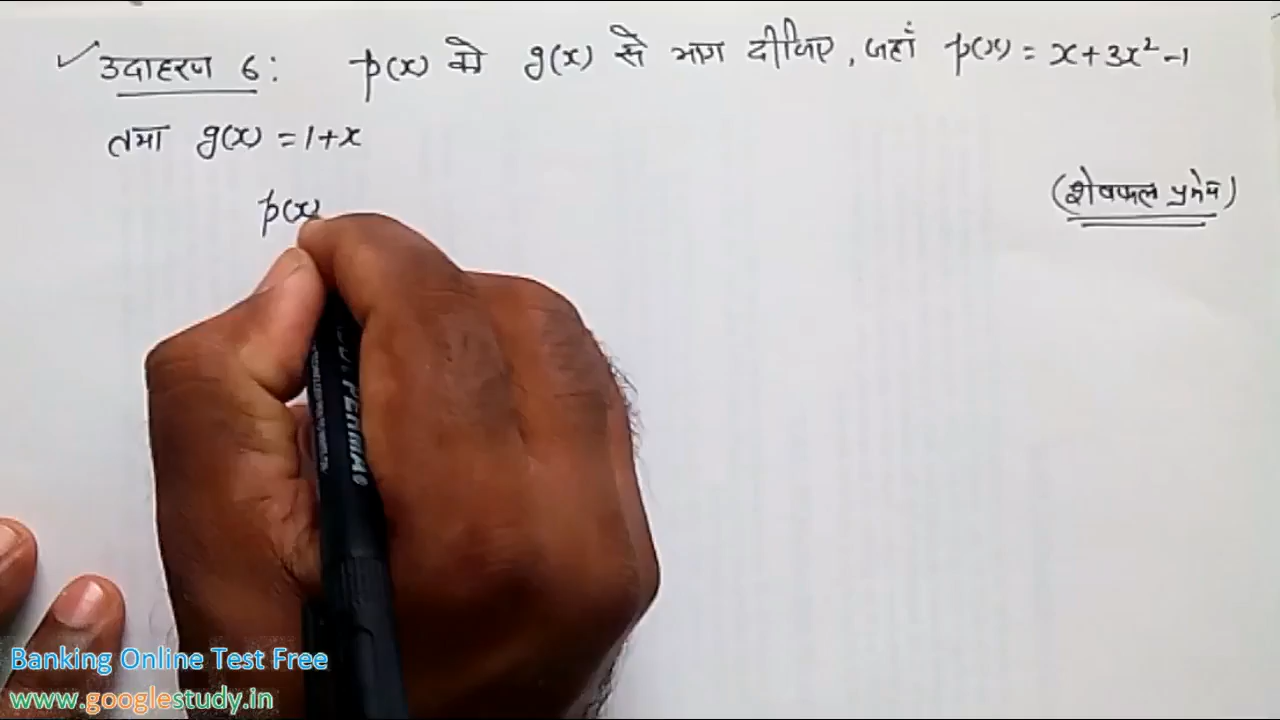 उदाहरण 6: p(x) को g(x) से भाग दीजिए, जहाँ p(x) = x + 3x² - 1
तथा g(x) = 1 + x
(शेषफल प्रमेय)
p(x)
Banking Online Test Free
www.googlestudy.in